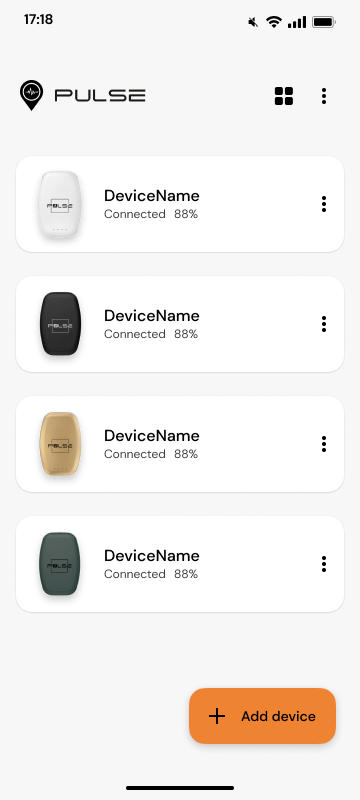 17:18
PULSE
PULSE
DeviceName
Connected 88%
PULSE
DeviceName
Connected 88%
PULSE
DeviceName
Connected 88%
PULSE
DeviceName
Connected 88%
Add device